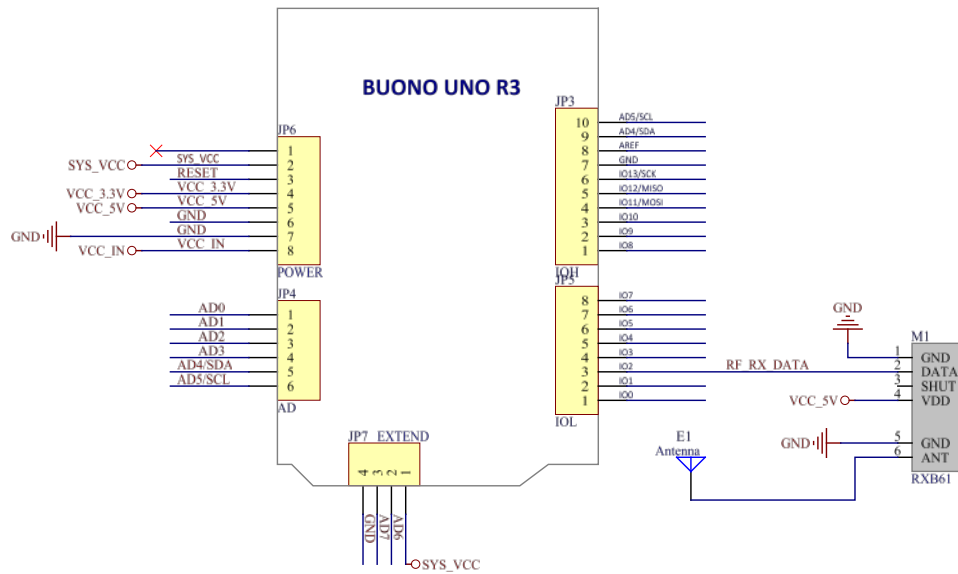 BUONO UNO R3
JP6
1
2
3
4
5
6
7
8
SYS_VCC
SYS_VCC
RESET
VCC_3.3V
VCC_3.3V
VCC_5V
VCC_5V
GND
GND
GND
VCC_IN
VCC_IN
POWER
JP4
AD0 1
AD1 2
AD2 3
AD3 4
AD4/SDA 5
AD5/SCL 6
AD
JP3
10 AD5/SCL
9 AD4/SDA
8 AREF
7 GND
6 IO13/SCK
5 IO12/MISO
4 IO11/MOSI
3 IO10
2 IO9
1 IO8
IOH
JP5
8 IO7
7 IO6
6 IO5
5 IO4
4 IO3
3 IO2
2 IO1
1 IO0
IOL
RF_RX_DATA
GND
M1
1 GND
2 DATA
3 SHUT
VCC_5V
4 VDD
GND
5 GND
6 ANT
RXB61
E1
Antenna
JP7 EXTEND
4 3 2 1
GND
AD7
AD6
SYS_VCC